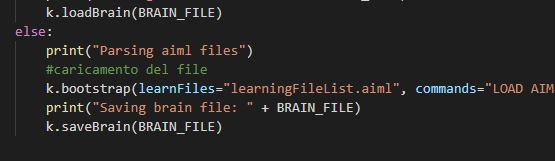 k.loadBrain(BRAIN_FILE)
else:
print("Parsing aiml files")
#caricamento del file
k.bootstrap(learnFiles="learningFileList.aiml", commands="LOAD AIM
print("Saving brain file: " + BRAIN_FILE)
k.saveBrain(BRAIN_FILE)